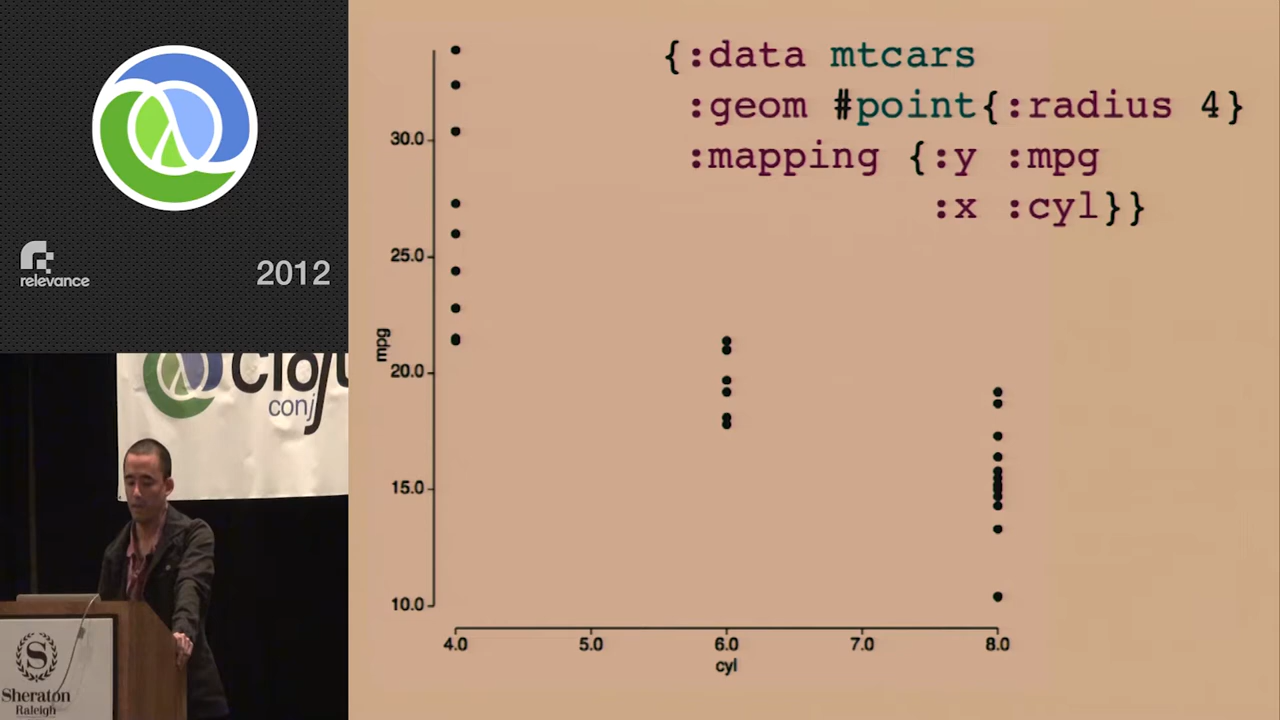 relevance
2012
Cloju
conj
S
Sheraton
Raleigh
{:data mtcars
:geom #point{:radius 4}
:mapping {:y :mpg
:x :cyl}}
30.0
25.0
20.0
15.0
10.0
mpg
4.0 5.0 6.0 7.0 8.0
cyl